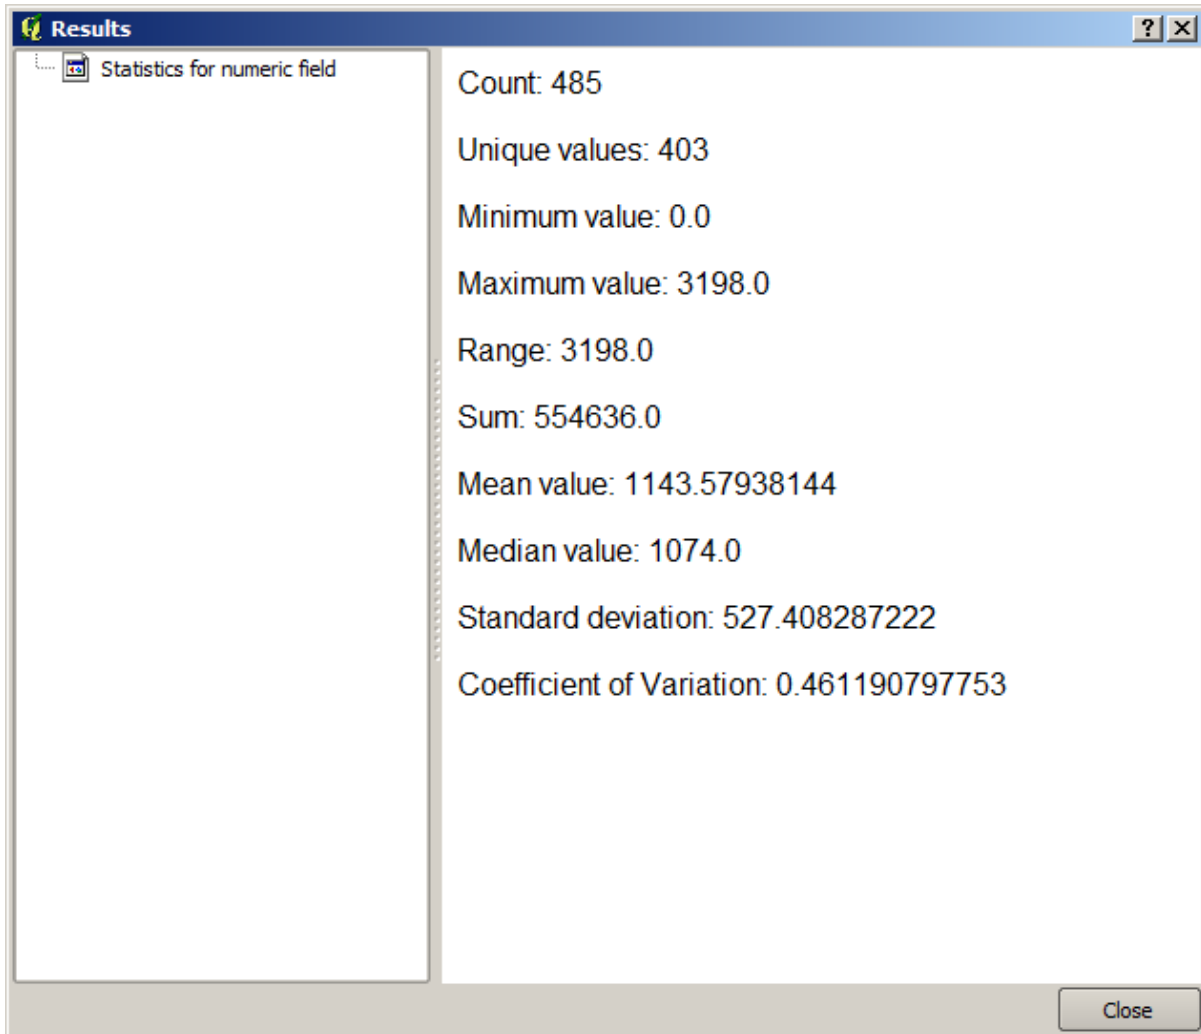 Results
Statistics for numeric field
Count: 485
Unique values: 403
Minimum value: 0.0
Maximum value: 3198.0
Range: 3198.0
Sum: 554636.0
Mean value: 1143.57938144
Median value: 1074.0
Standard deviation: 527.408287222
Coefficient of Variation: 0.461190797753
Close